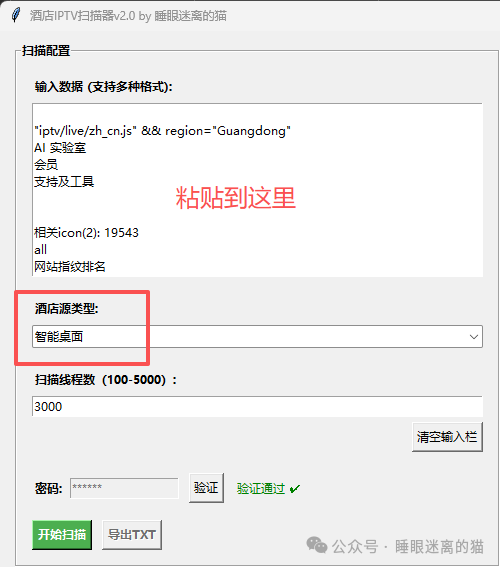 酒店IPTV扫描器v2.0 by 睡眼迷离的猫
扫描配置
输入数据 (支持多种格式):
"iptv/live/zh_cn.js" && region="Guangdong"
AI 实验室
会员
支持及工具
粘贴到这里
相关icon(2): 19543
all
网站指纹排名
酒店源类型:
智能桌面
扫描线程数（100-5000）:
3000
清空输入栏
密码: ****** 验证 验证通过 ✔
开始扫描 导出TXT
公众号 · 睡眼迷离的猫